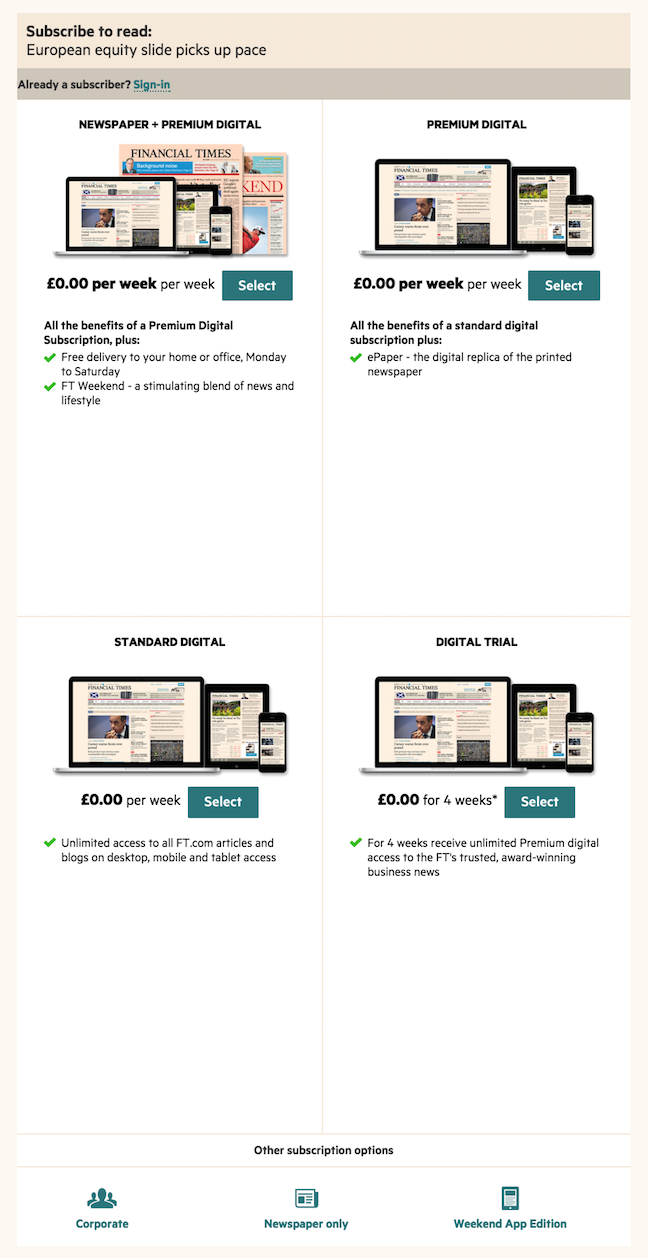 Subscribe to read:
European equity slide picks up pace
Already a subscriber? Sign-in
NEWSPAPER + PREMIUM DIGITAL
FINANCIAL TIMES
Background noise
FINANCIAL TIMES
£0.00 per week per week
Select
All the benefits of a Premium Digital
Subscription, plus:
Free delivery to your home or office, Monday
to Saturday
FT Weekend - a stimulating blend of news and
lifestyle
PREMIUM DIGITAL
FINANCIAL TIMES
£0.00 per week per week
Select
All the benefits of a standard digital
subscription plus:
ePaper - the digital replica of the printed
newspaper
STANDARD DIGITAL
FINANCIAL TIMES
£0.00 per week
Select
Unlimited access to all FT.com articles and
blogs on desktop, mobile and tablet access
DIGITAL TRIAL
FINANCIAL TIMES
£0.00 for 4 weeks*
Select
For 4 weeks receive unlimited Premium digital
access to the FT's trusted, award-winning
business news
Other subscription options
Corporate
Newspaper only
Weekend App Edition